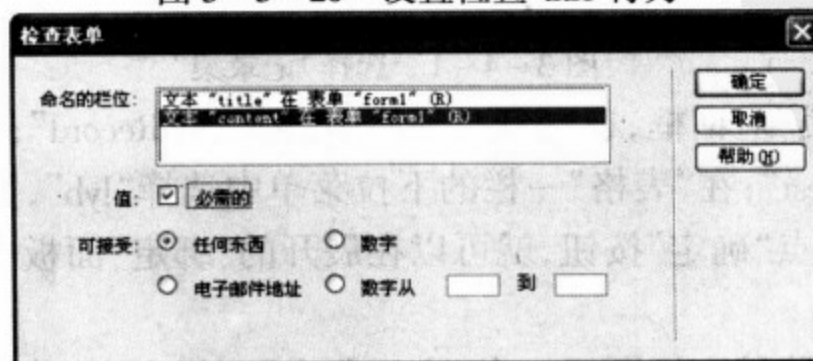 检查表单
命名的栏位:
文本 "title" 在 表单 "form1" (R)
文本 "content" 在 表单 "form1" (R)
值: 必需的
可接受: 任何东西 数字
电子邮件地址 数字从 到
确定
取消
帮助(H)